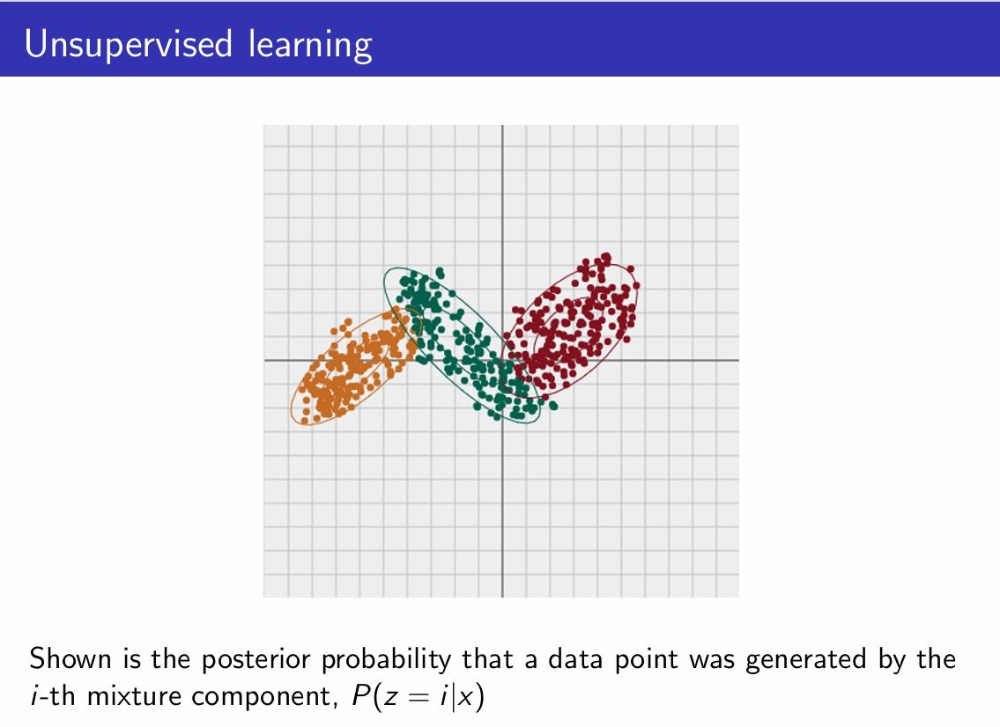 Unsupervised learning
Shown is the posterior probability that a data point was generated by the
i-th mixture component, P(z = i|x)